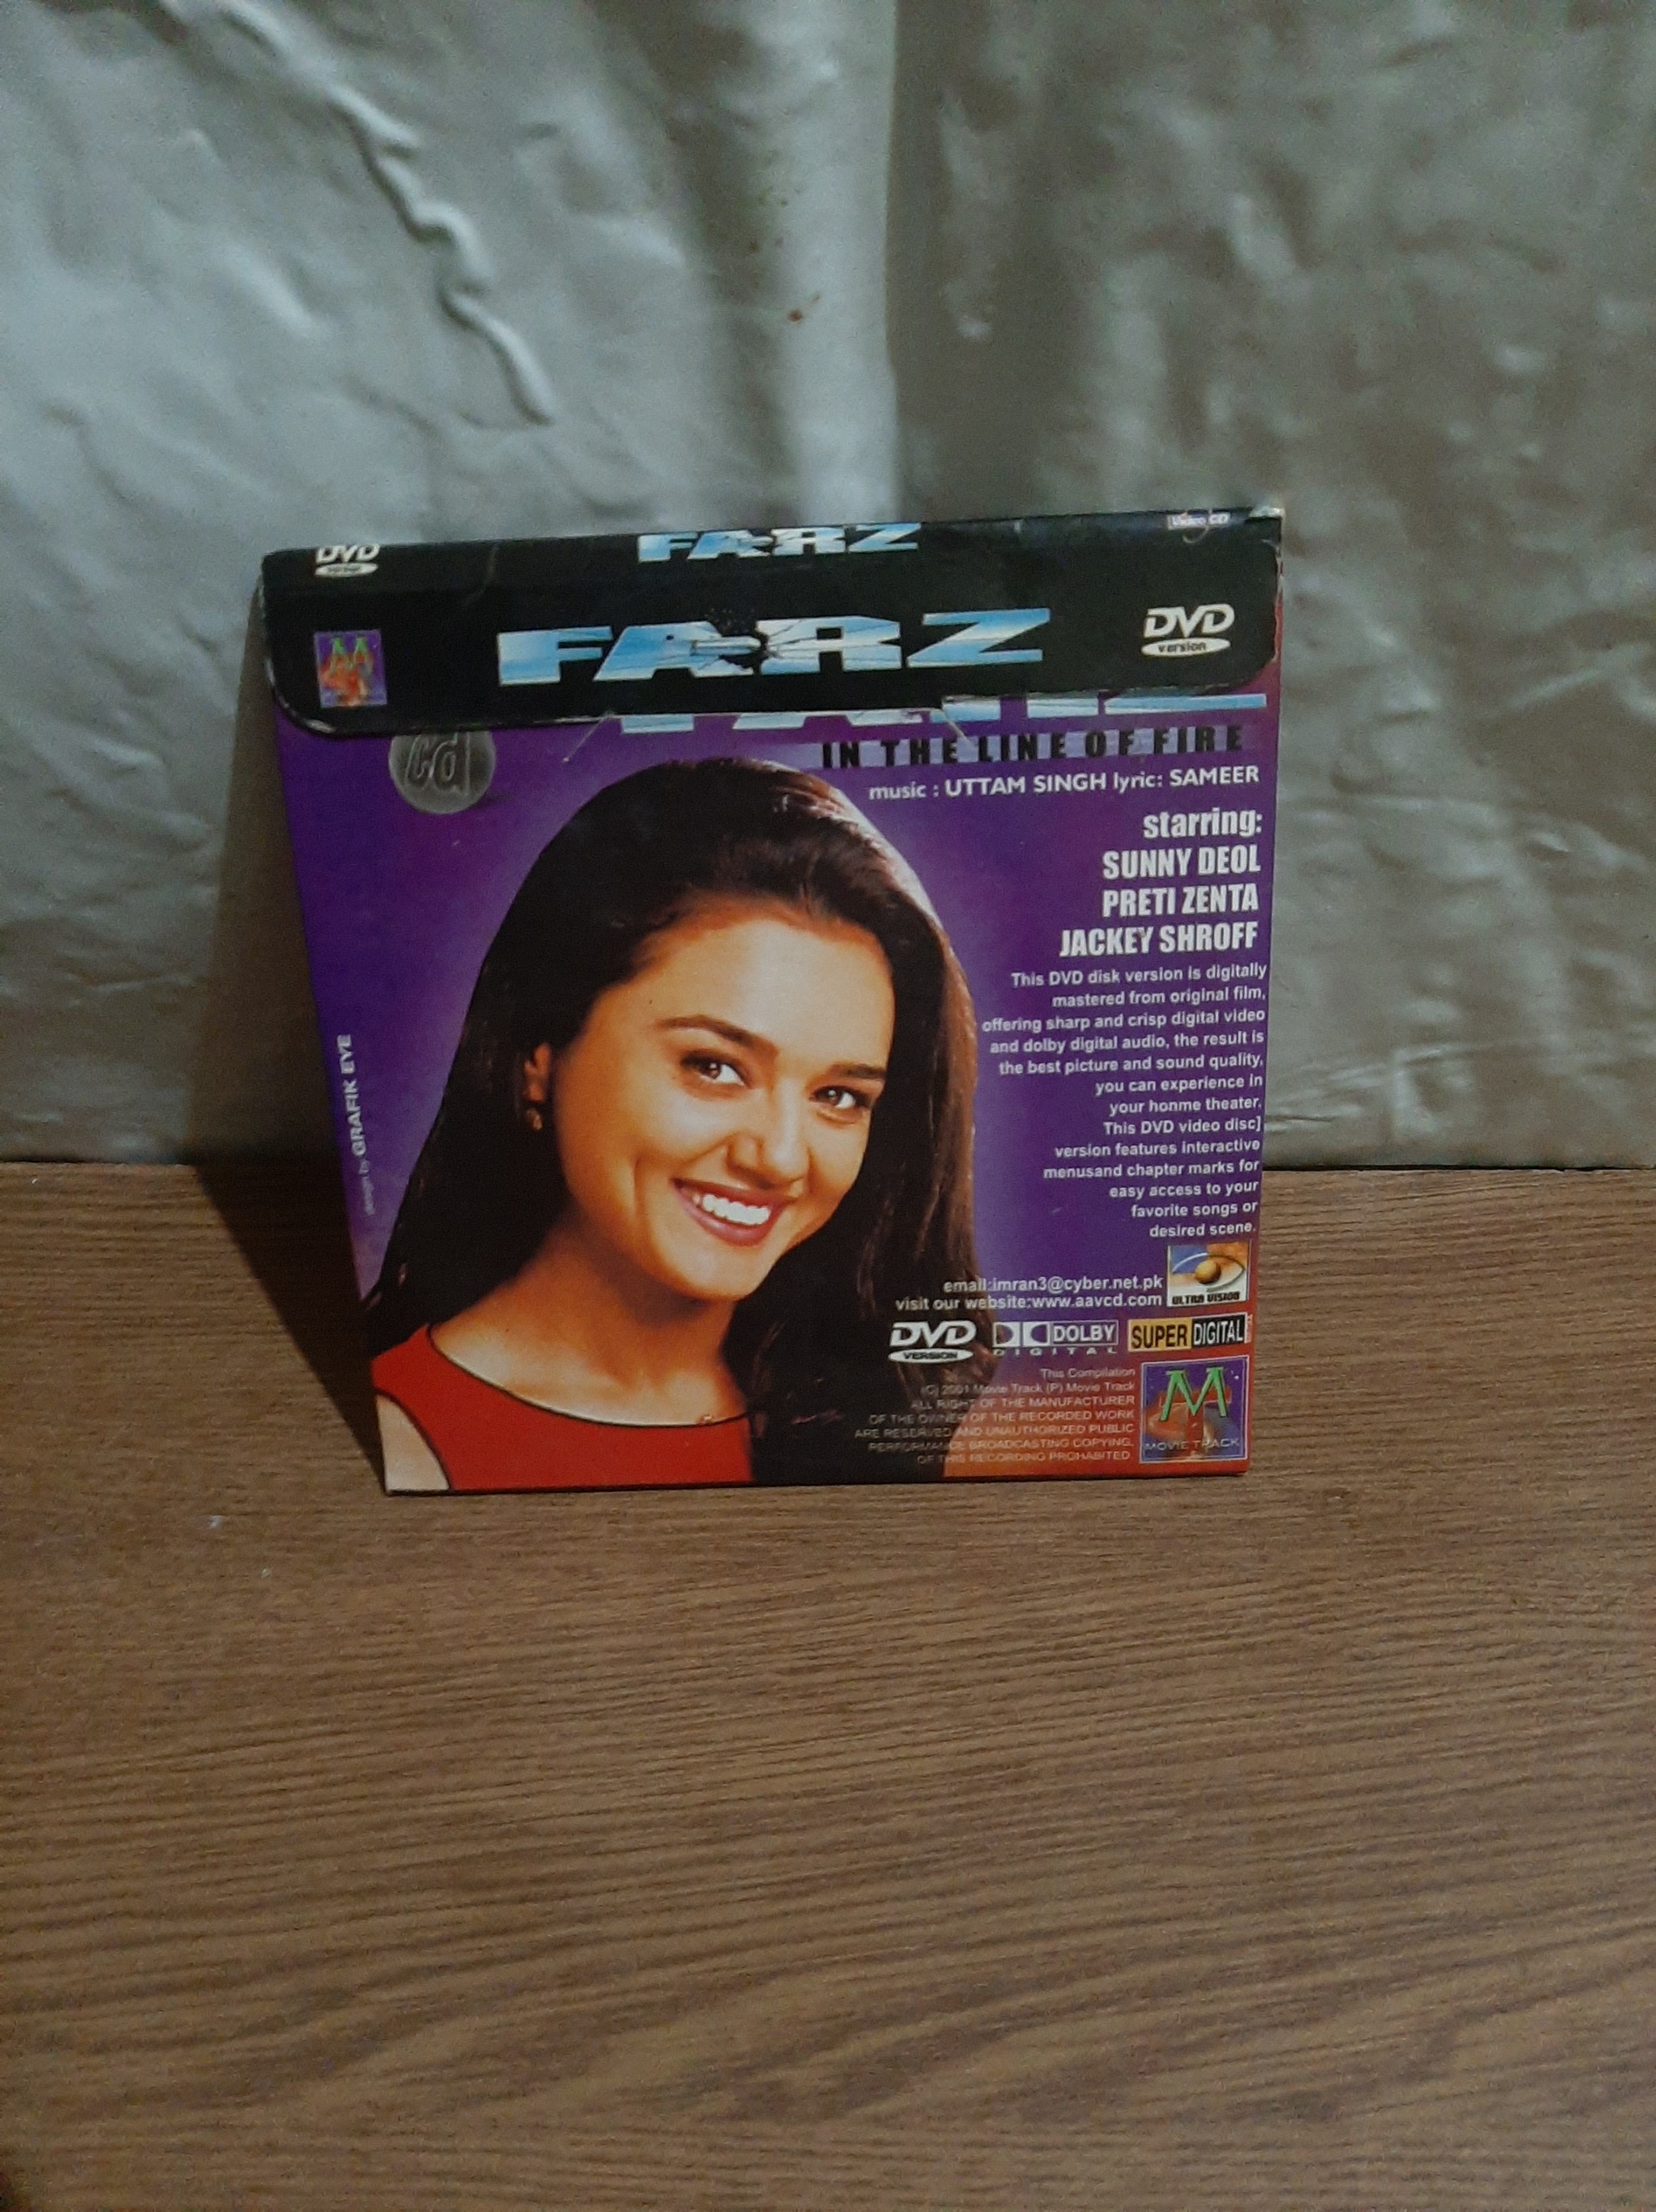 DVD
version
FARZ
Video CD
M
FARZ
DVD
version
cd
IN THE LINE OF FIRE
music : UTTAM SINGH lyric: SAMEER
starring:
SUNNY DEOL
PRETI ZENTA
JACKEY SHROFF
This DVD disk version is digitally
mastered from original film,
offering sharp and crisp digital video
and dolby digital audio, the result is
the best picture and sound quality,
you can experience in
your honme theater.
This DVD video disc]
version features interactive
menusand chapter marks for
easy access to your
favorite songs or
desired scene.
design by GRAFIK EYE
email:imran3@cyber.net.pk
visit our website:www.aavcd.com
ULTRA VISION
DVD
VERSION
DOLBY
DIGITAL
SUPER DIGITAL
This Compilation
(C) 2001 Movie Track (P) Movie Track
ALL RIGHT OF THE MANUFACTURER
OF THE OWNER OF THE RECORDED WORK
ARE RESERVED AND UNAUTHORIZED PUBLIC
PERFORMANCE BROADCASTING COPYING,
OF THIS RECORDING PROHABITED.
M
MOVIE TRACK